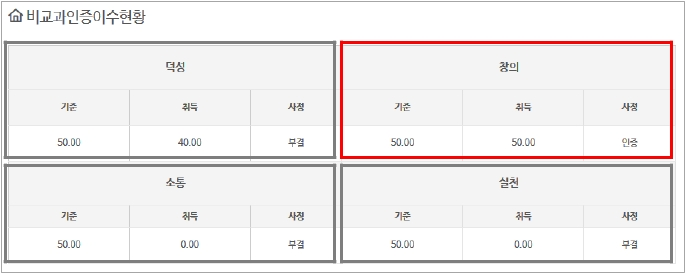 비교과인증이수현황
덕성 창의
기준 취득 사정 기준 취득 사정
50.00 40.00 부결 50.00 50.00 인증
소통 실천
기준 취득 사정 기준 취득 사정
50.00 0.00 부결 50.00 0.00 부결